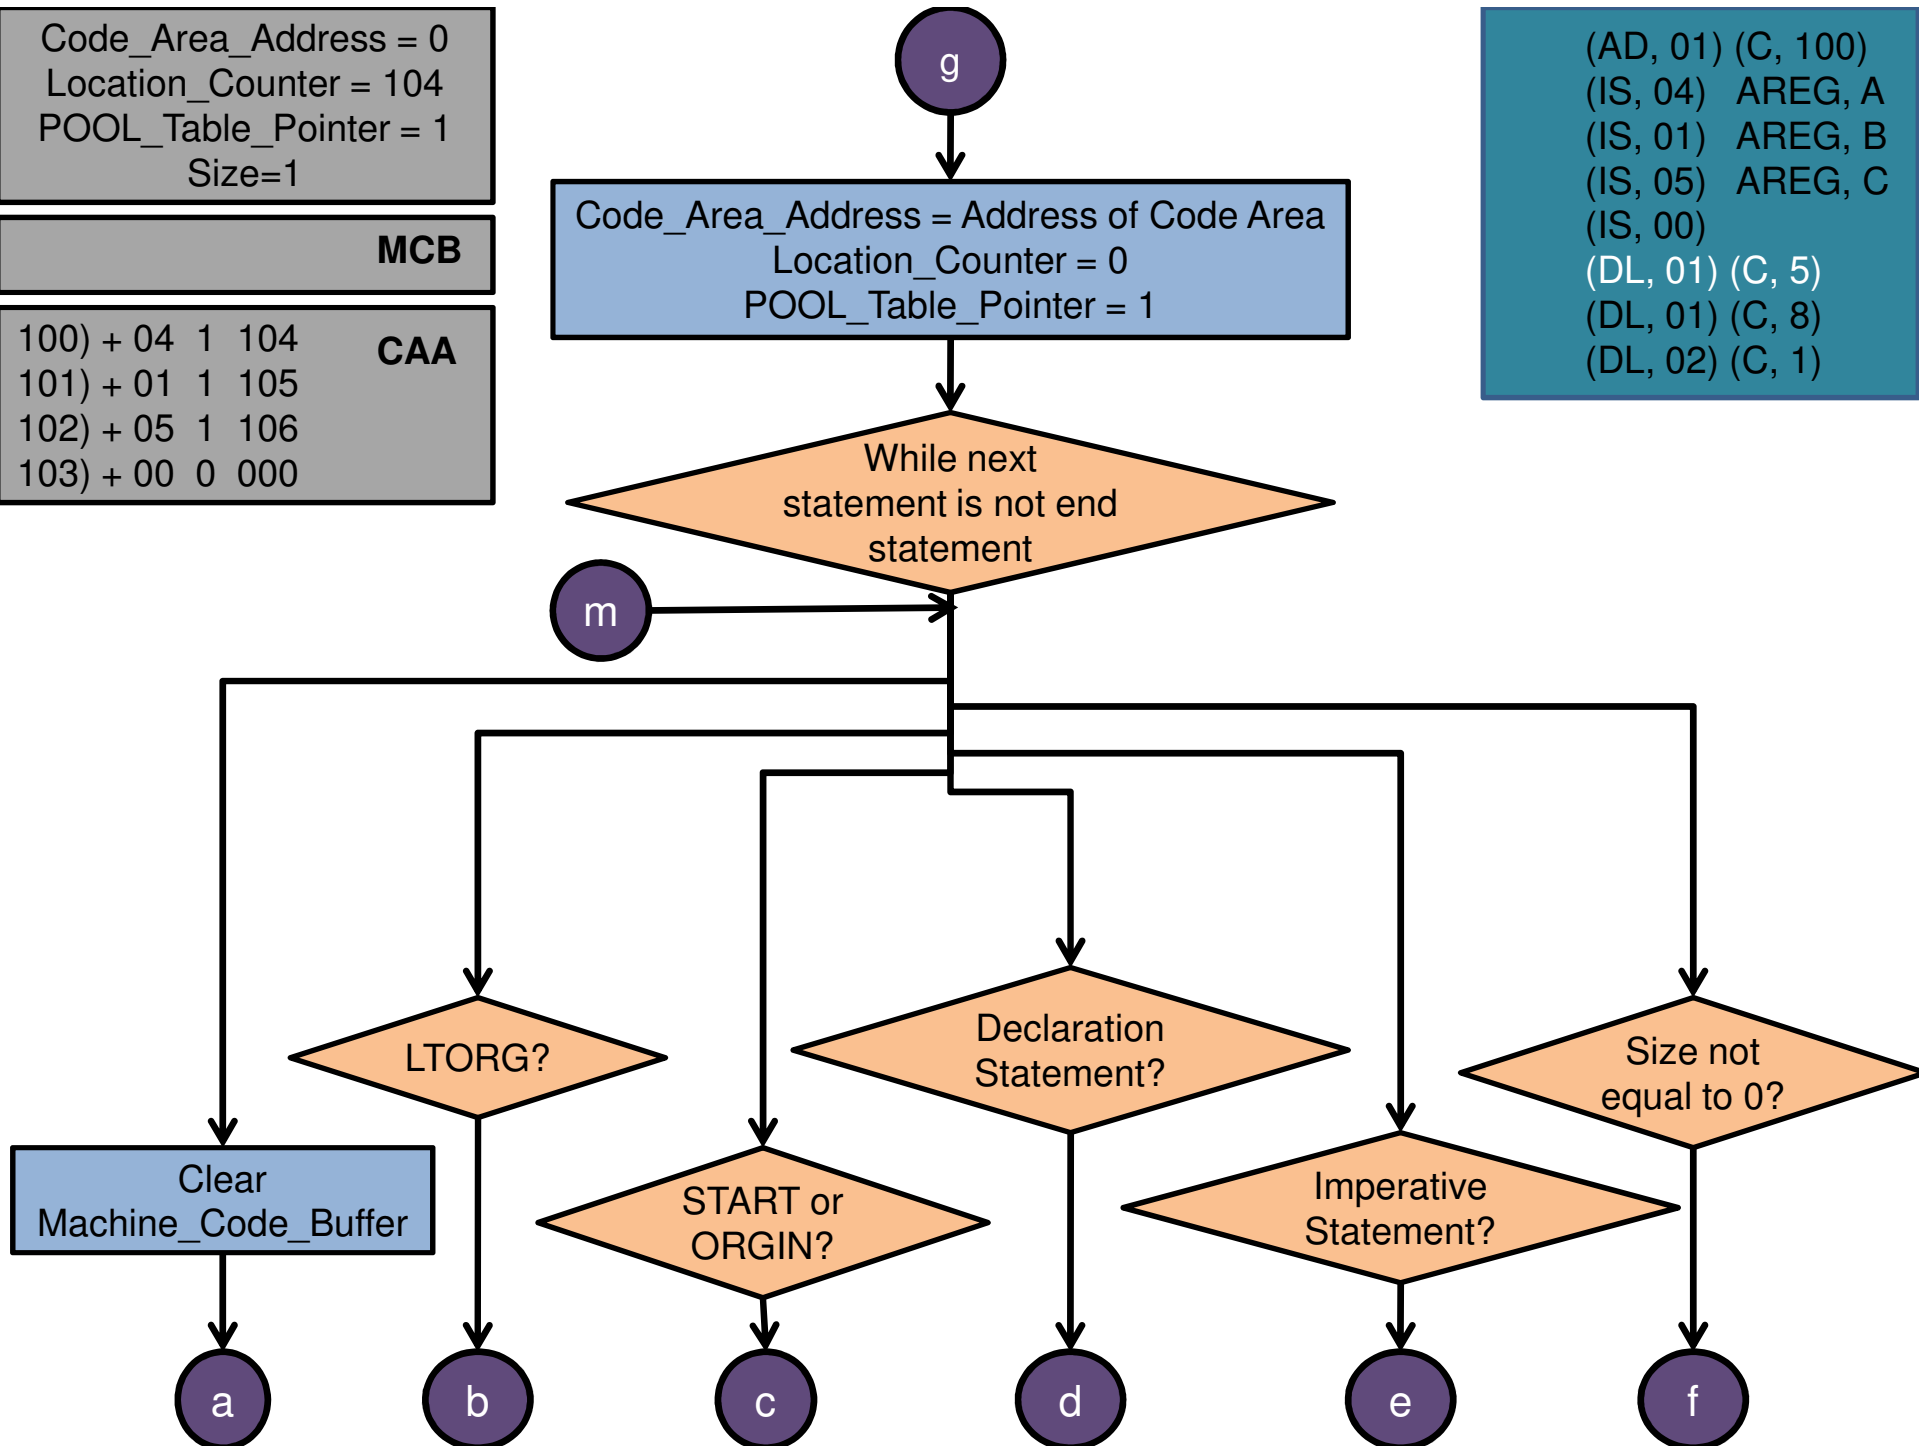 Code_Area_Address = 0
Location_Counter = 104
POOL_Table_Pointer = 1
Size=1
MCB
100) + 04 1 104
101) + 01 1 105
102) + 05 1 106
103) + 00 0 000
CAA
g
Code_Area_Address = Address of Code Area
Location_Counter = 0
POOL_Table_Pointer = 1
(AD, 01) (C, 100)
(IS, 04) AREG, A
(IS, 01) AREG, B
(IS, 05) AREG, C
(IS, 00)
(DL, 01) (C, 5)
(DL, 01) (C, 8)
(DL, 02) (C, 1)
While next
statement is not end
statement
m
Clear
Machine_Code_Buffer
LTORG?
START or
ORGIN?
Declaration
Statement?
Imperative
Statement?
Size not
equal to 0?
a
b
c
d
e
f